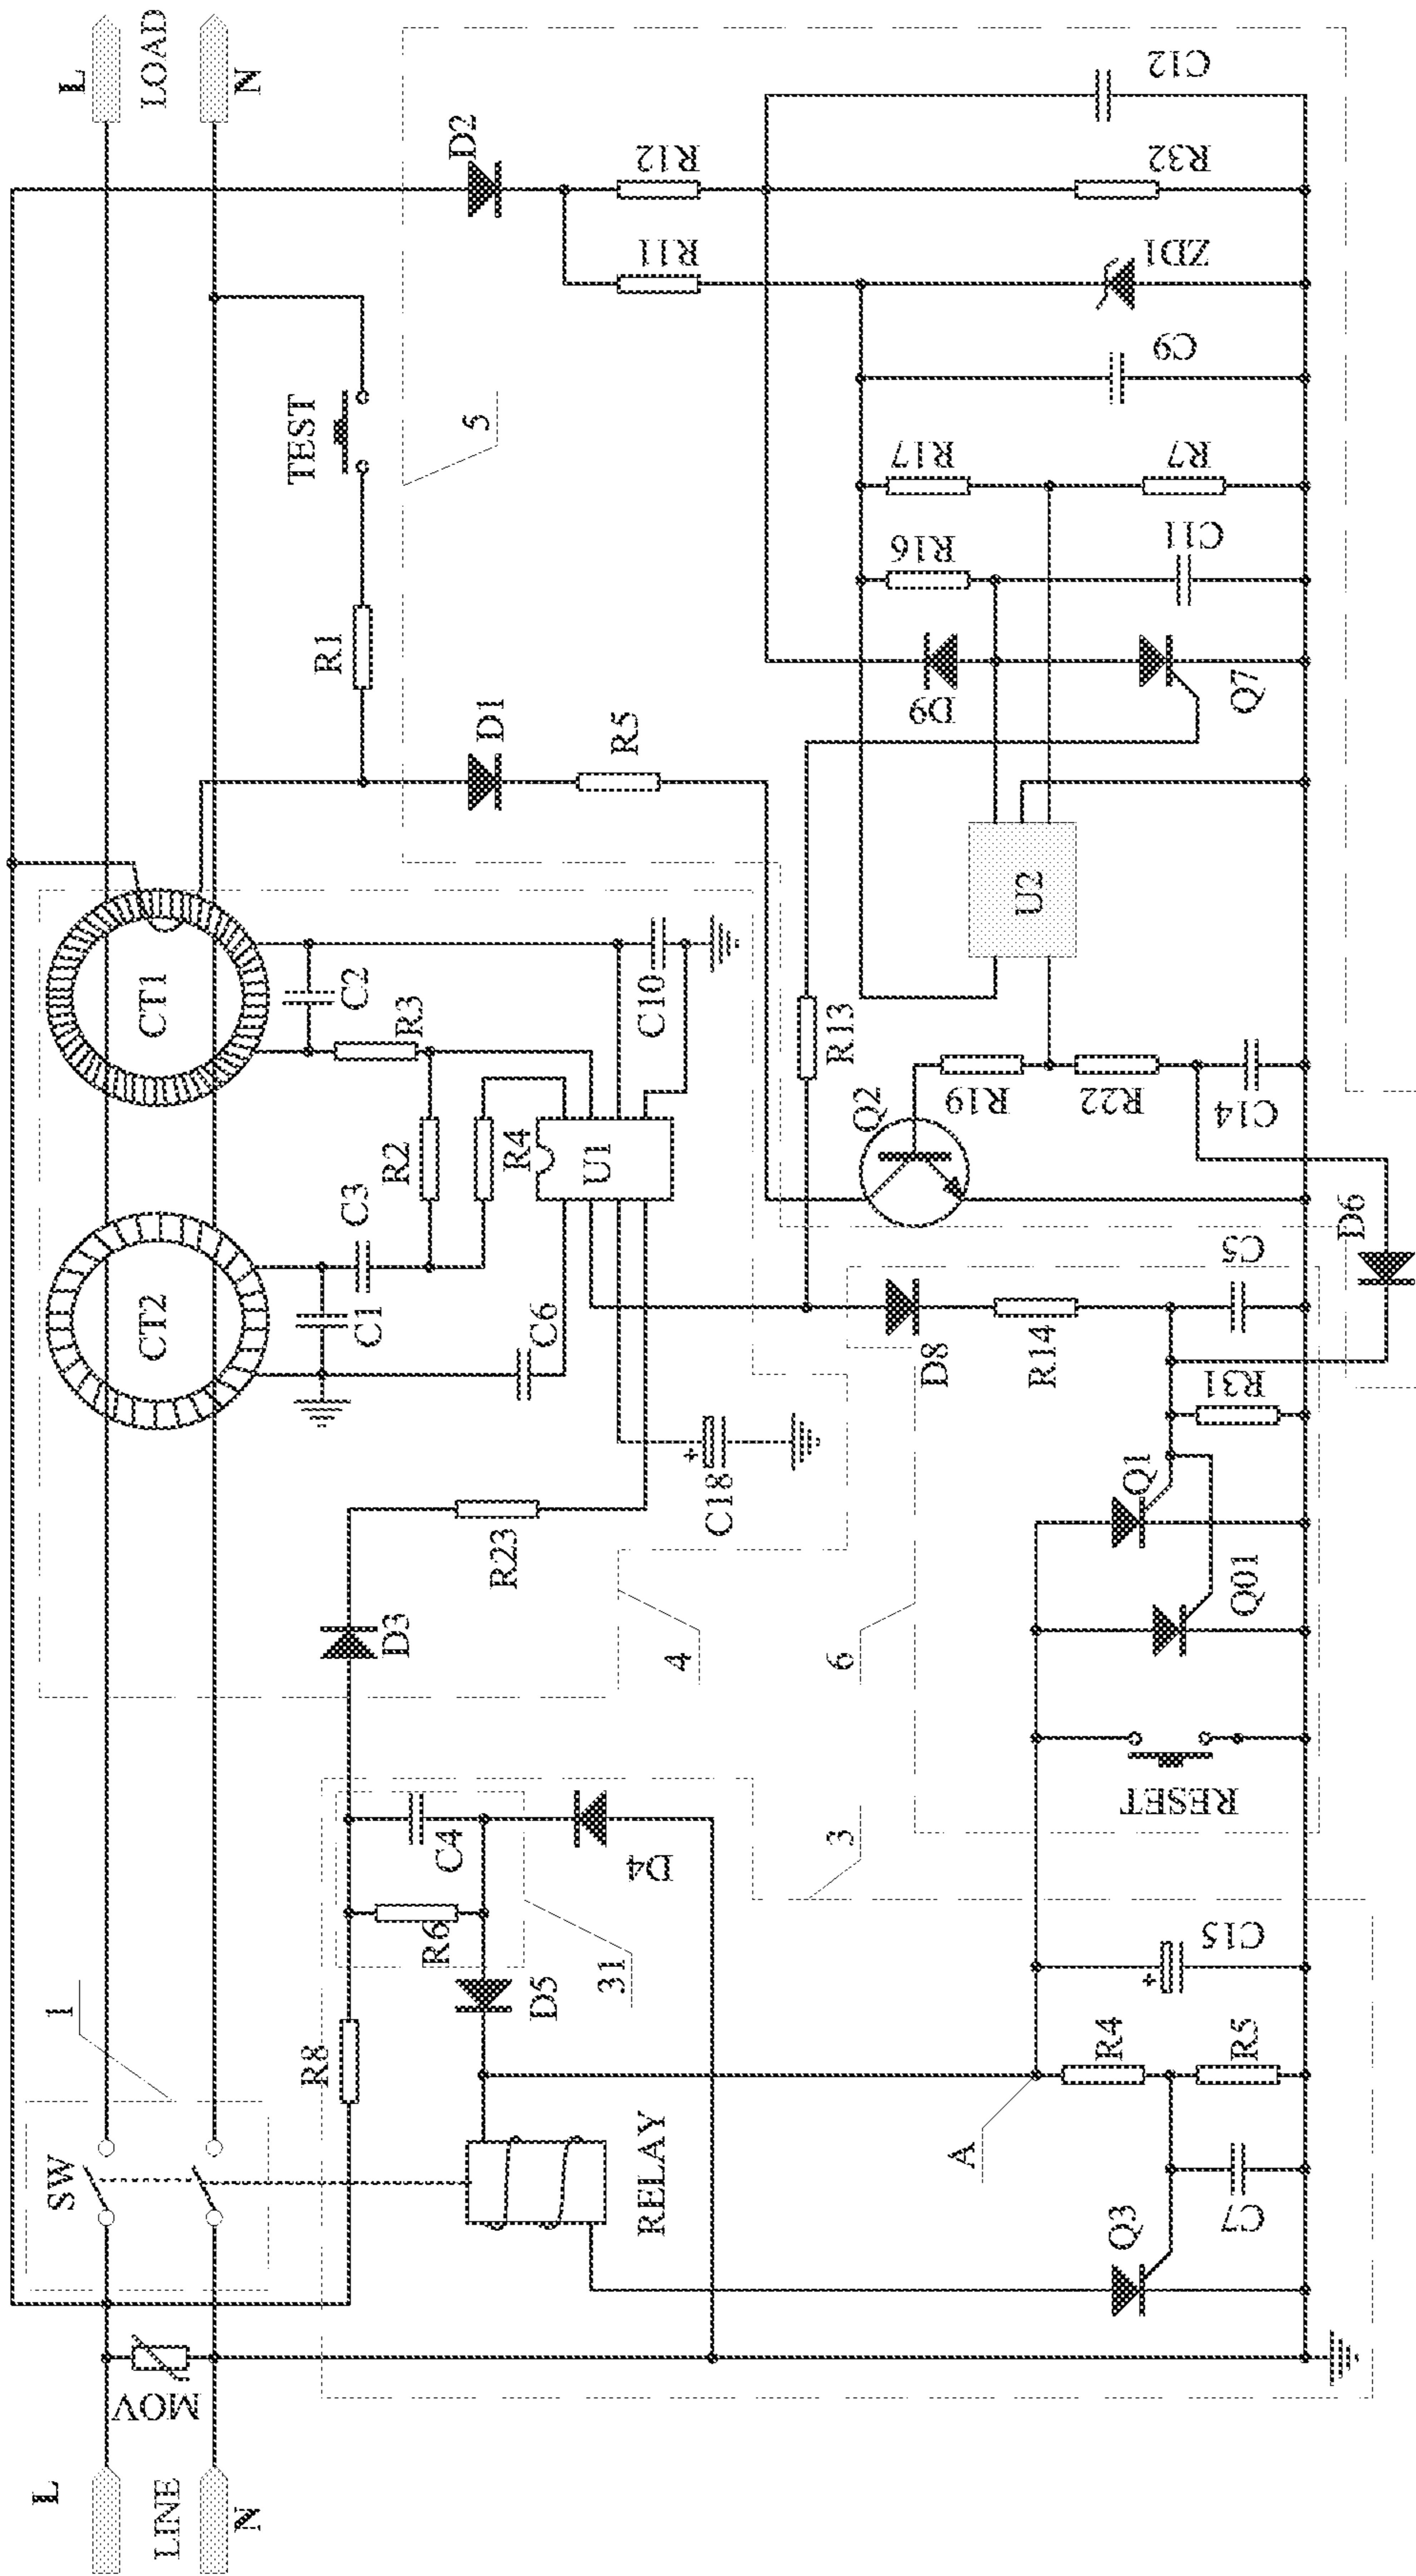 L
LOAD
N
D2
R12
R11
C12
R32
ZD1
C9
TEST
5
R17
R7
R16
C11
R1
D1
R5
D9
Q7
CT1
C2
R3
C10
R13
U2
R2
R4
U1
Q2
R19
R22
C14
CT2
C3
C1
C6
D8
R14
C5
D6
R31
C18
R23
Q1
Q01
D3
4
6
RESET
3
C4
D4
R6
D5
31
1
C15
R8
R4
R5
SW
RELAY
A
Q3
C7
MOV
L
LINE
N